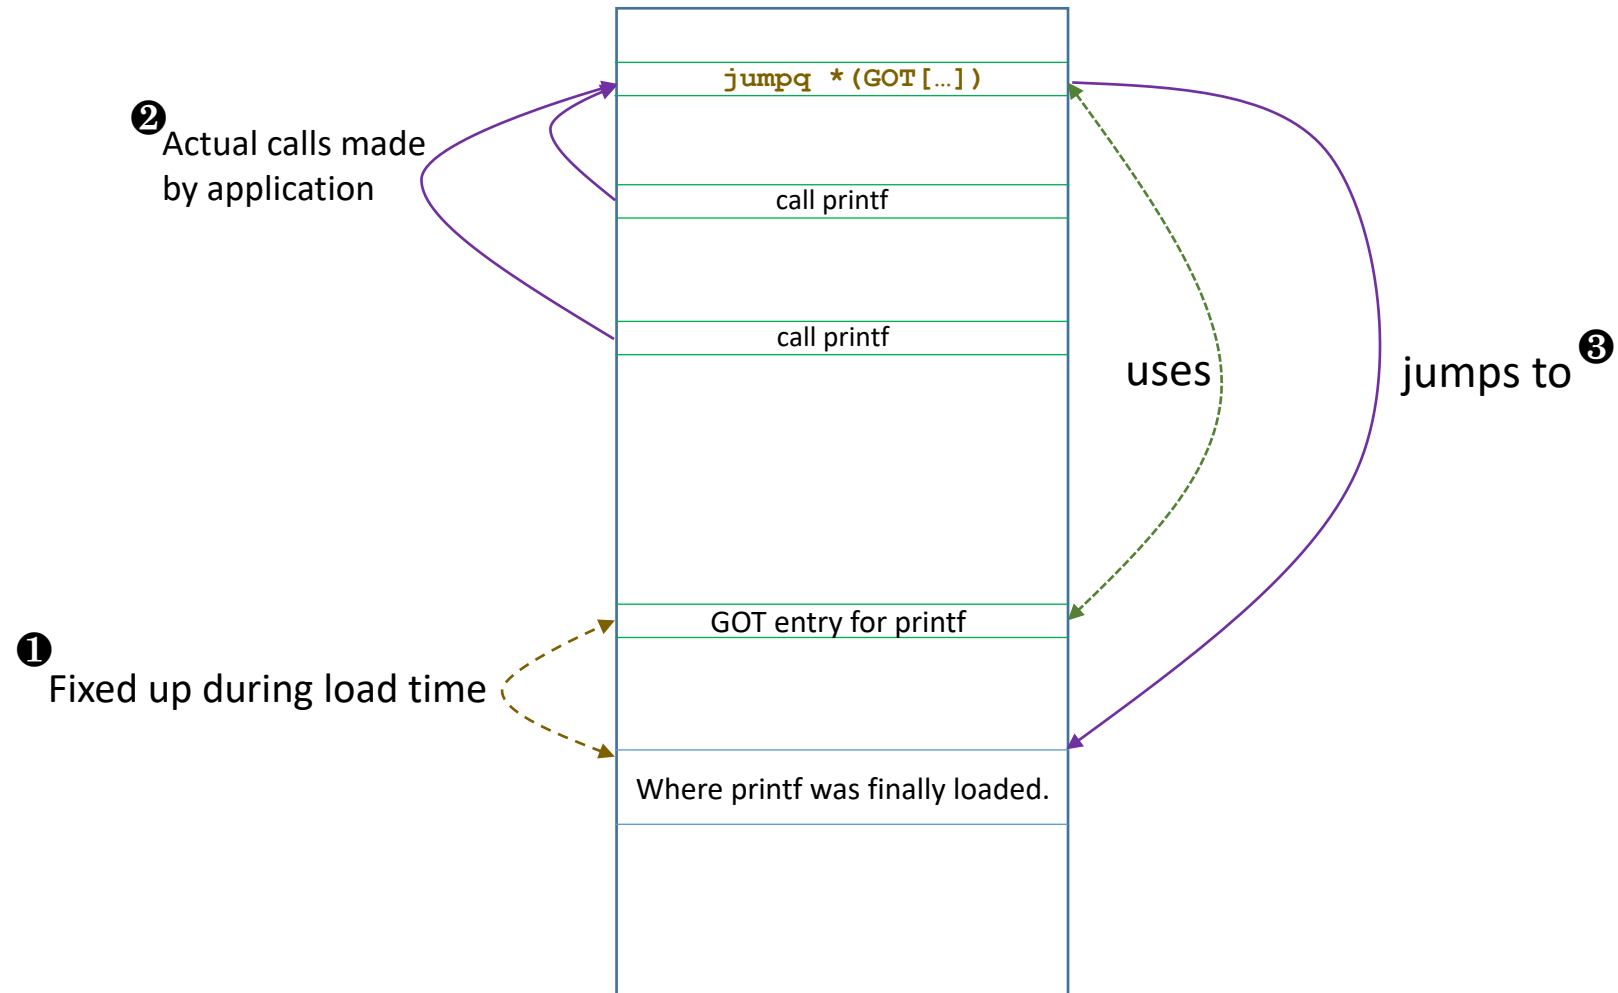 jumpq *(GOT[…])
❷
Actual calls made
by application
call printf
call printf
uses
jumps to ❸
GOT entry for printf
❶
Fixed up during load time
Where printf was finally loaded.